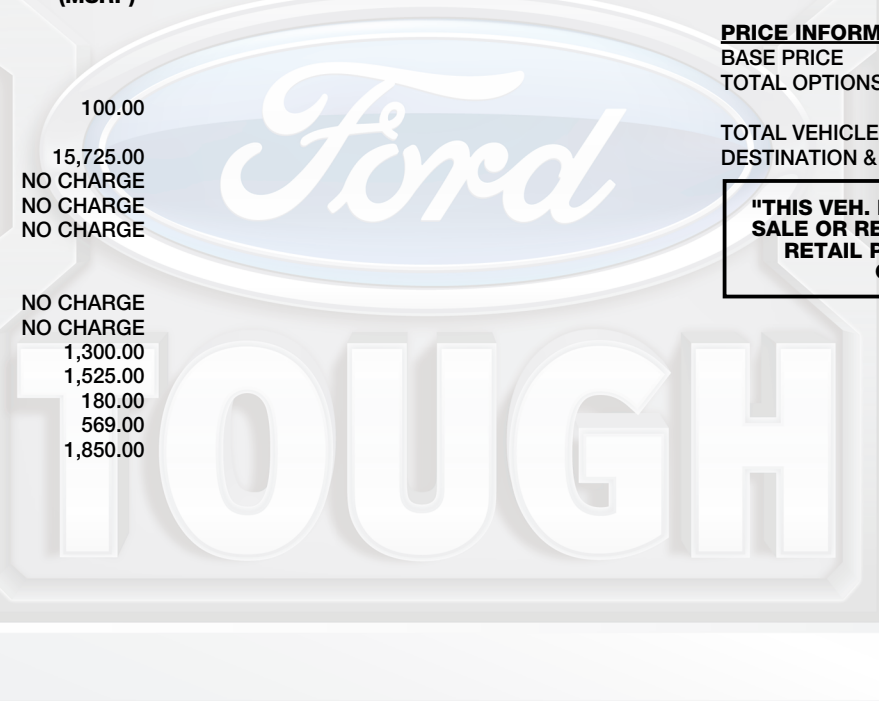 (MSRP)
100.00
15,725.00
NO CHARGE
NO CHARGE
NO CHARGE
NO CHARGE
NO CHARGE
1,300.00
1,525.00
180.00
569.00
1,850.00
PRICE INFORM
BASE PRICE
TOTAL OPTIONS
TOTAL VEHICLE
DESTINATION &
"THIS VEH.
SALE OR RE
RETAIL
Ford
TOUGH